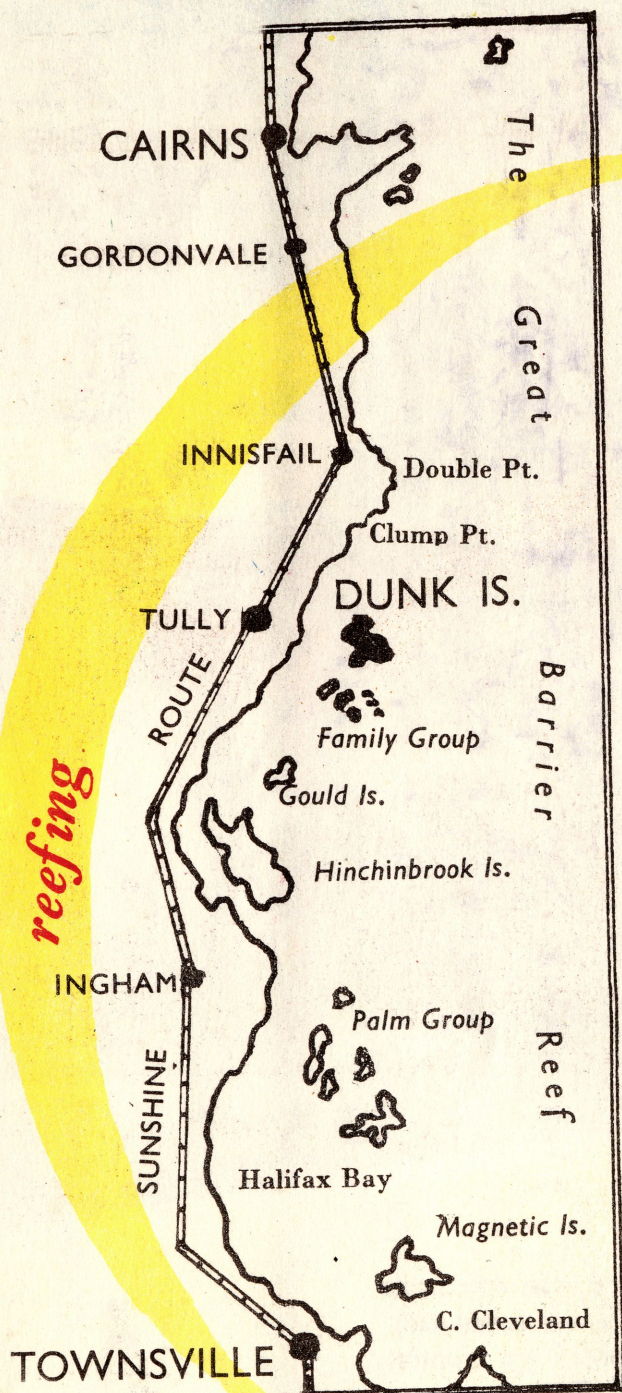 The Great Barrier Reef
CAIRNS
GORDONVALE
INNISFAIL
Double Pt.
Clump Pt.
DUNK IS.
TULLY
ROUTE
Family Group
Gould Is.
reefing
Hinchinbrook Is.
INGHAM
Palm Group
SUNSHINE
Halifax Bay
Magnetic Is.
C. Cleveland
TOWNSVILLE